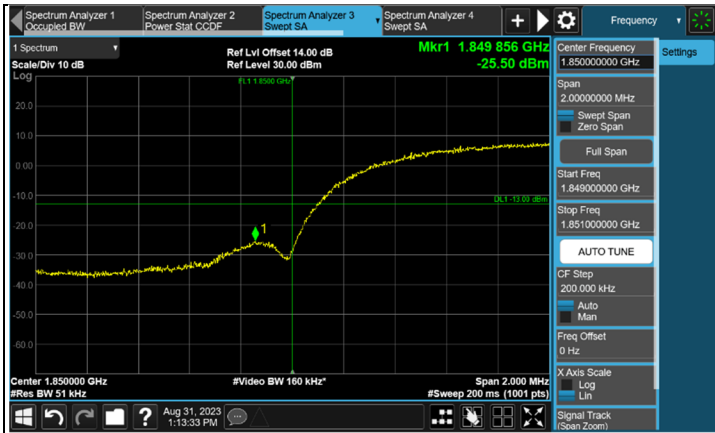 Spectrum Analyzer 1
Occupied BW
Spectrum Analyzer 2
Power Stat CCDF
Spectrum Analyzer 3
Swept SA
Spectrum Analyzer 4
Swept SA
Frequency
1 Spectrum
Scale/Div 10 dB
Log
Ref Lvl Offset 14.00 dB
Ref Level 30.00 dBm
Mkr1 1.849 856 GHz
-25.50 dBm
FL1 1.8500 GHz
20.0
10.0
0.00
-10.0
-20.0
-30.0
-40.0
-50.0
-60.0
DL1 -13.00 dBm
1
Center 1.850000 GHz
#Res BW 51 kHz
#Video BW 160 kHz*
Span 2.000 MHz
#Sweep 200 ms (1001 pts)
Center Frequency
1.850000000 GHz
Settings
Span
2.00000000 MHz
Swept Span
Zero Span
Full Span
Start Freq
1.849000000 GHz
Stop Freq
1.851000000 GHz
AUTO TUNE
CF Step
200.000 kHz
Auto
Man
Freq Offset
0 Hz
X Axis Scale
Log
Lin
Signal Track
(Span Zoom)
?
Aug 31, 2023
1:13:33 PM